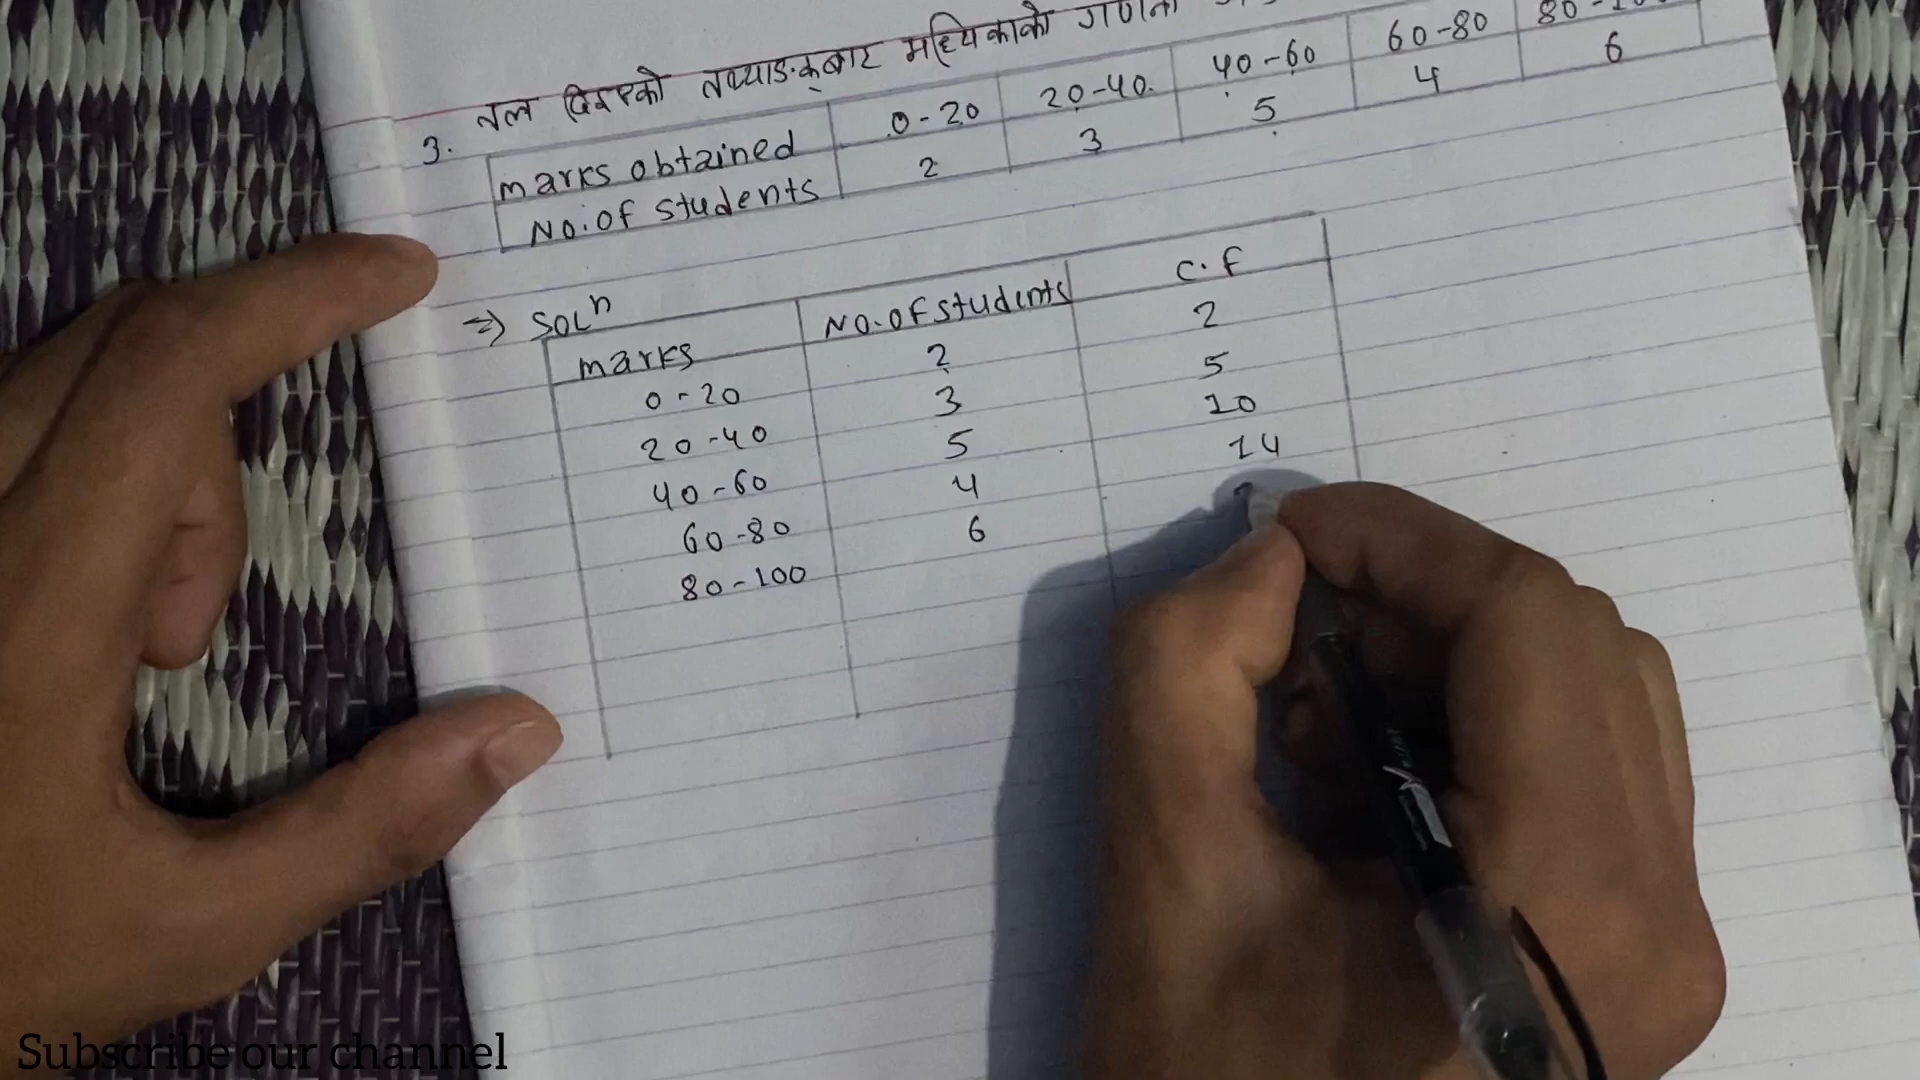 3. तल दिइएको तथ्याङ्कबाट मध्यिकाको गणना
marks obtained 0-20 20-40 40-60 60-80
No. of students 2 3 5 4 6
=> Solⁿ
marks No. of students c.f
0-20 2 2
20-40 3 5
40-60 5 10
60-80 4 14
80-100 6
Subscribe our channel